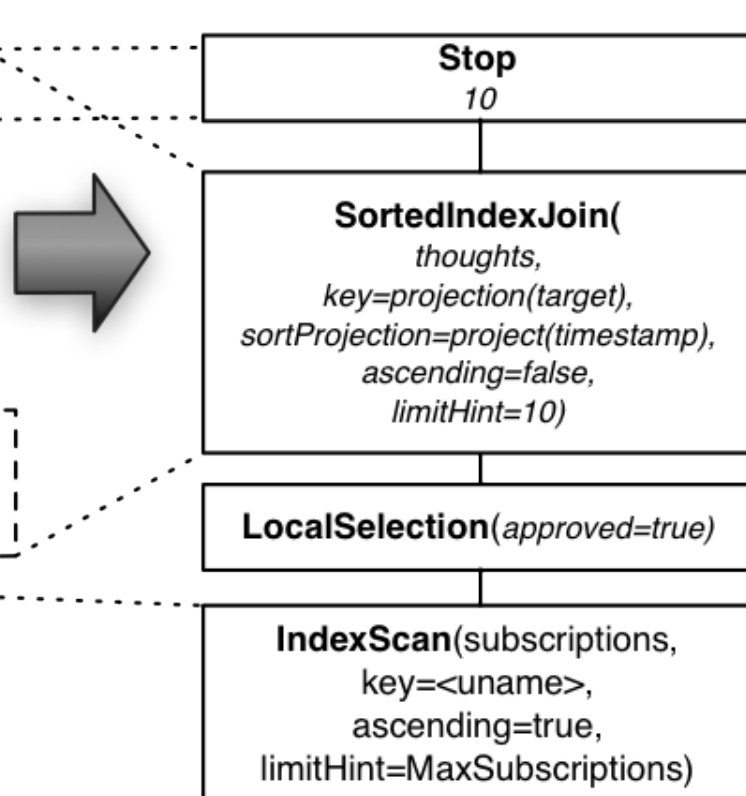 Stop
10
SortedIndexJoin(
thoughts,
key=projection(target),
sortProjection=project(timestamp),
ascending=false,
limitHint=10)
LocalSelection(approved=true)
IndexScan(subscriptions,
key=<uname>,
ascending=true,
limitHint=MaxSubscriptions)